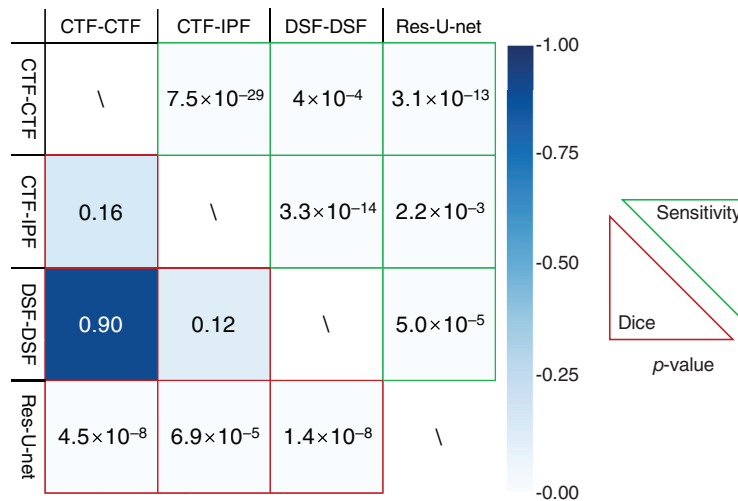 CTF-CTF CTF-IPF DSF-DSF Res-U-net
CTF-CTF \ 7.5×10⁻²⁹ 4×10⁻⁴ 3.1×10⁻¹³
CTF-IPF 0.16 \ 3.3×10⁻¹⁴ 2.2×10⁻³
DSF-DSF 0.90 0.12 \ 5.0×10⁻⁵
Res-U-net 4.5×10⁻⁸ 6.9×10⁻⁵ 1.4×10⁻⁸ \
-1.00
-0.75
-0.50
-0.25
-0.00
Sensitivity
Dice
p-value